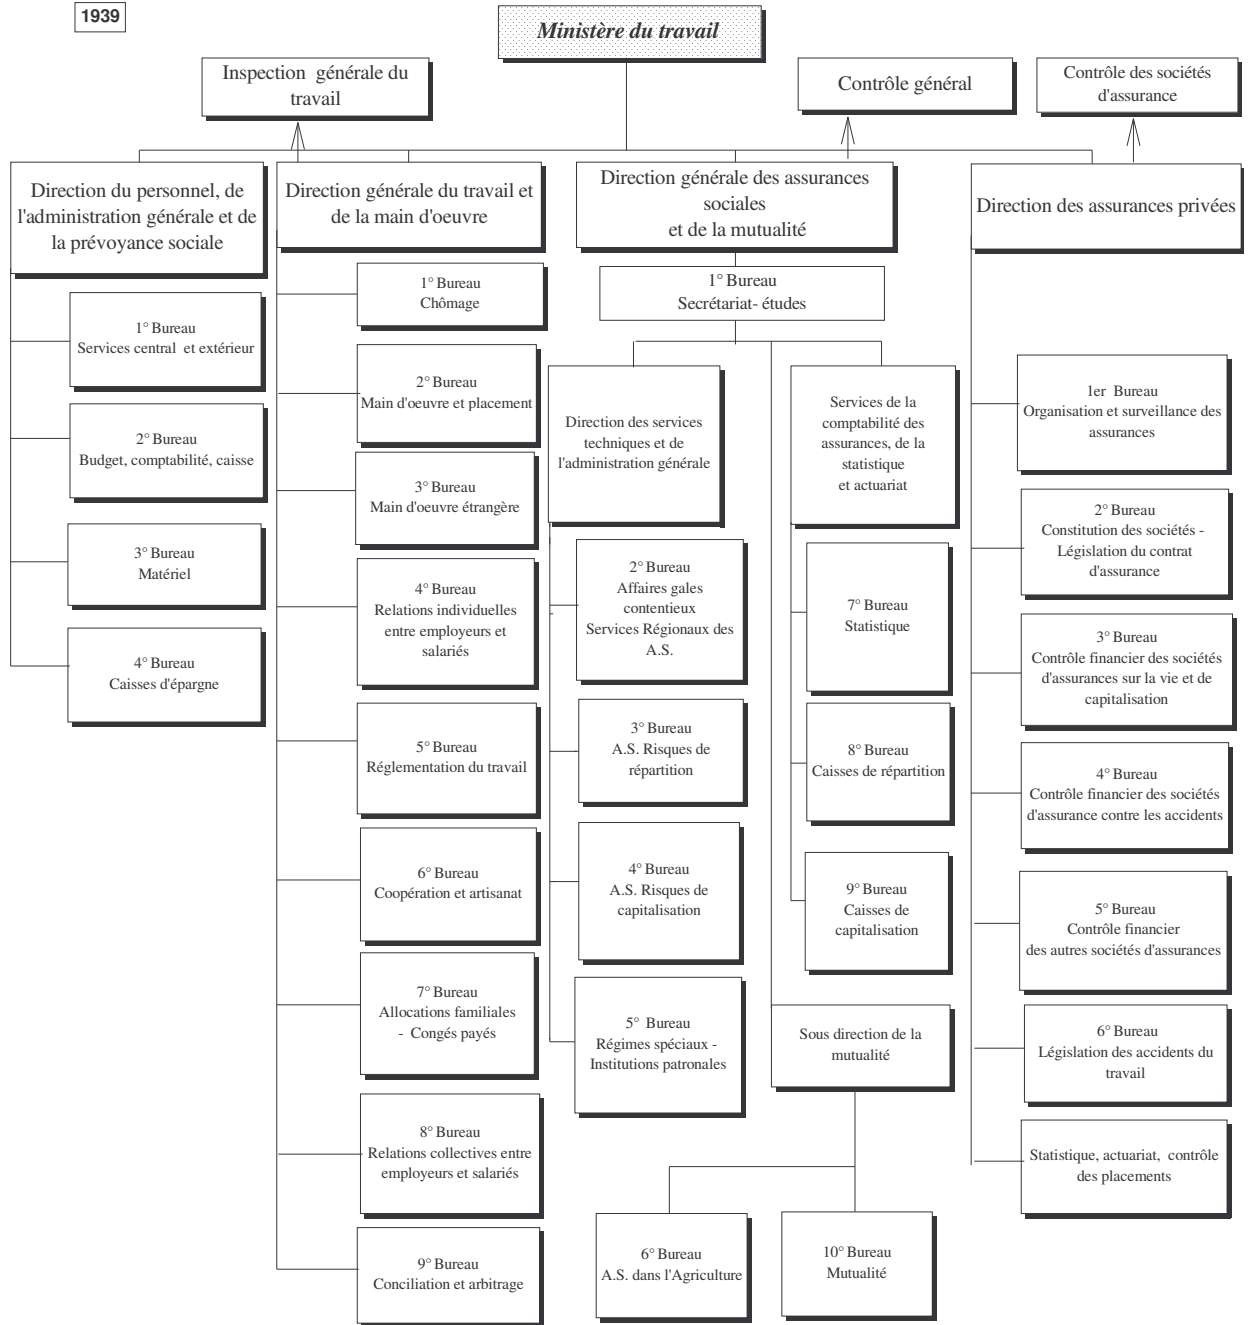 1939
Ministère du travail
Inspection générale du
travail
Contrôle général
Contrôle des sociétés
d'assurance
Direction du personnel, de
l'administration générale et de
la prévoyance sociale
1° Bureau
Services central et extérieur
2° Bureau
Budget, comptabilité, caisse
3° Bureau
Matériel
4° Bureau
Caisses d'épargne
Direction générale du travail et
de la main d'oeuvre
1° Bureau
Chômage
2° Bureau
Main d'oeuvre et placement
3° Bureau
Main d'oeuvre étrangère
4° Bureau
Relations individuelles
entre employeurs et
salariés
5° Bureau
Réglementation du travail
6° Bureau
Coopération et artisanat
7° Bureau
Allocations familiales
- Congés payés
8° Bureau
Relations collectives entre
employeurs et salariés
9° Bureau
Conciliation et arbitrage
Direction générale des assurances
sociales
et de la mutualité
1° Bureau
Secrétariat- études
Direction des services
techniques et de
l'administration générale
2° Bureau
Affaires gales
contentieux
Services Régionaux des
A.S.
3° Bureau
A.S. Risques de
répartition
4° Bureau
A.S. Risques de
capitalisation
5° Bureau
Régimes spéciaux -
Institutions patronales
Services de la
comptabilité des
assurances, de la
statistique
et actuariat
7° Bureau
Statistique
8° Bureau
Caisses de répartition
9° Bureau
Caisses de
capitalisation
Sous direction de la
mutualité
6° Bureau
A.S. dans l'Agriculture
10° Bureau
Mutualité
Direction des assurances privées
1er Bureau
Organisation et surveillance des
assurances
2° Bureau
Constitution des sociétés -
Législation du contrat
d'assurance
3° Bureau
Contrôle financier des sociétés
d'assurances sur la vie et de
capitalisation
4° Bureau
Contrôle financier des sociétés
d'assurance contre les accidents
5° Bureau
Contrôle financier
des autres sociétés d'assurances
6° Bureau
Législation des accidents du
travail
Statistique, actuariat, contrôle
des placements